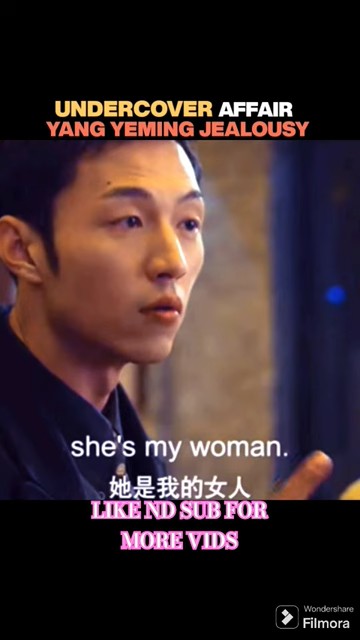 UNDERCOVER AFFAIR
YANG YEMING JEALOUSY
she's my woman.
她是我的女人
LIKE ND SUB FOR
MORE VIDS
Wondershare
Filmora